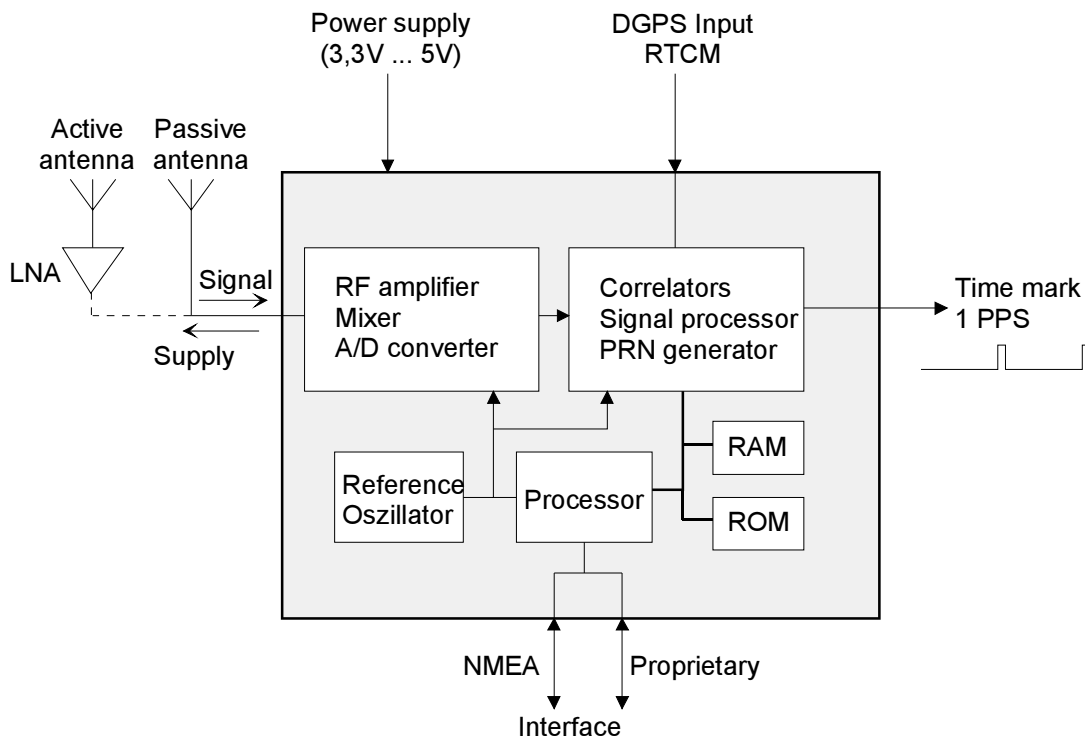 Power supply
(3,3V ... 5V)
DGPS Input
RTCM
Active
antenna
Passive
antenna
LNA
Signal
Supply
RF amplifier
Mixer
A/D converter
Correlators
Signal processor
PRN generator
Time mark
1 PPS
Reference
Oszillator
Processor
RAM
ROM
NMEA
Proprietary
Interface